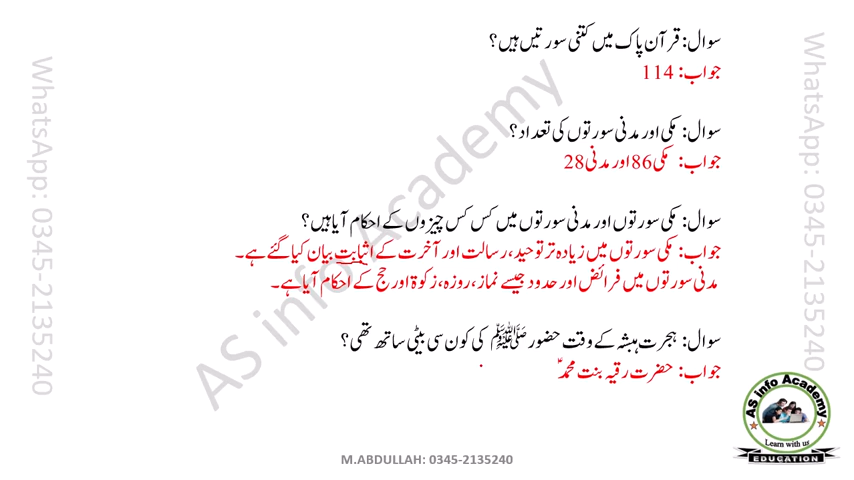 سوال: قرآن پاک میں کتنی سورتیں ہیں؟
جواب: 114
سوال: مکی اور مدنی سورتوں کی تعداد؟
جواب: مکی 86 اور مدنی 28
سوال: مکی سورتوں اور مدنی سورتوں میں کس کس چیزوں کے احکام آیا ہیں؟
جواب: مکی سورتوں میں زیادہ تر توحید، رسالت اور آخرت کے اثبات بیان کیا گئے ہے۔
مدنی سورتوں میں فرائض اور حدود جیسے نماز، روزہ، زکوٰۃ اور حج کے احکام آیا ہے۔
سوال: ہجرت ہبشہ کے وقت حضور ﷺ کی کون سی بیٹی ساتھ تھی؟
جواب: حضرت رقیہ بنت محمدؐ
AS info Academy
WhatsApp: 0345-2135240
WhatsApp: 0345-2135240
AS info Academy
Learn with us
EDUCATION
M.ABDULLAH: 0345-2135240